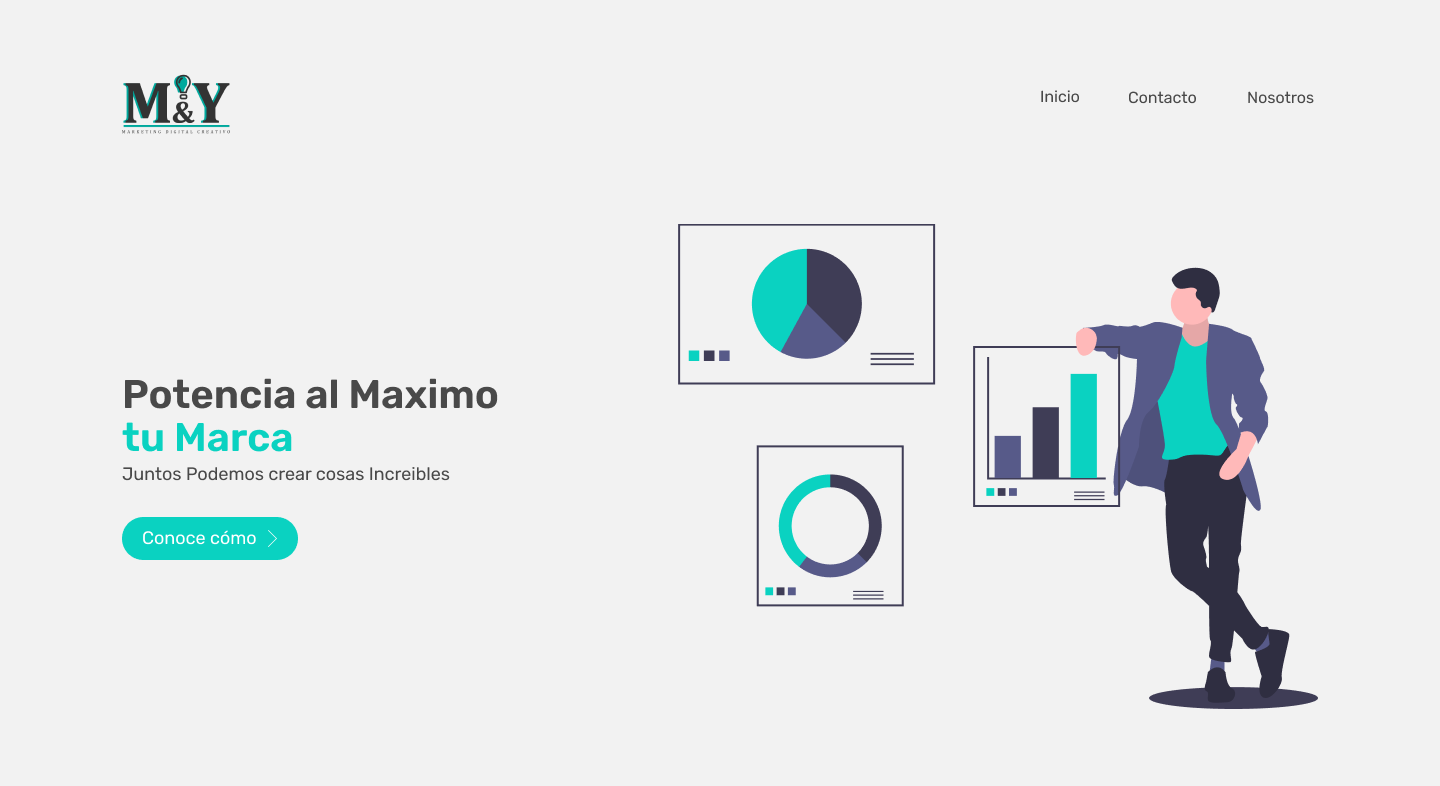 M&Y
MARKETING DIGITAL CREATIVO
Inicio
Contacto
Nosotros
Potencia al Maximo
tu Marca
Juntos Podemos crear cosas Increibles
Conoce cómo